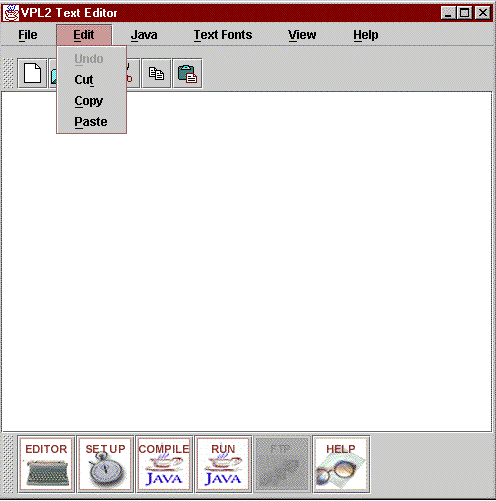 VPL2 Text Editor
File Edit Java Text Fonts View Help
Undo
Cut
Copy
Paste
EDITOR SETUP COMPILE RUN FTP HELP
JAVA JAVA